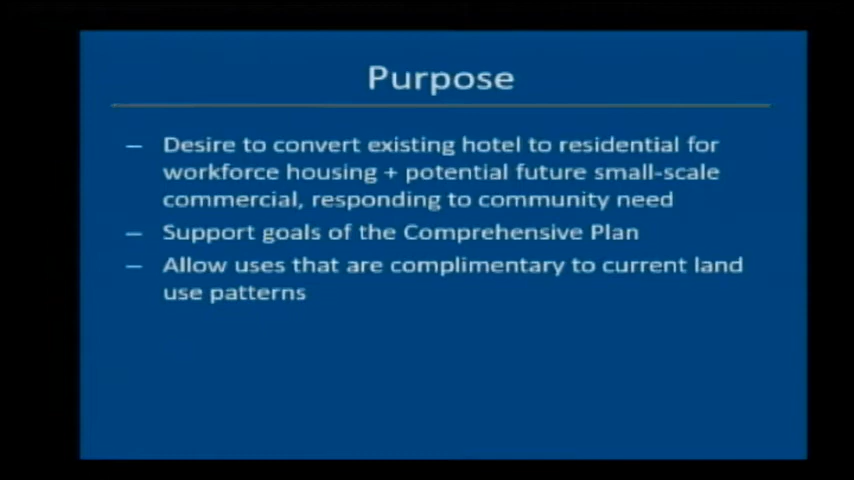 Purpose
– Desire to convert existing hotel to residential for
workforce housing + potential future small-scale
commercial, responding to community need
– Support goals of the Comprehensive Plan
– Allow uses that are complimentary to current land
use patterns